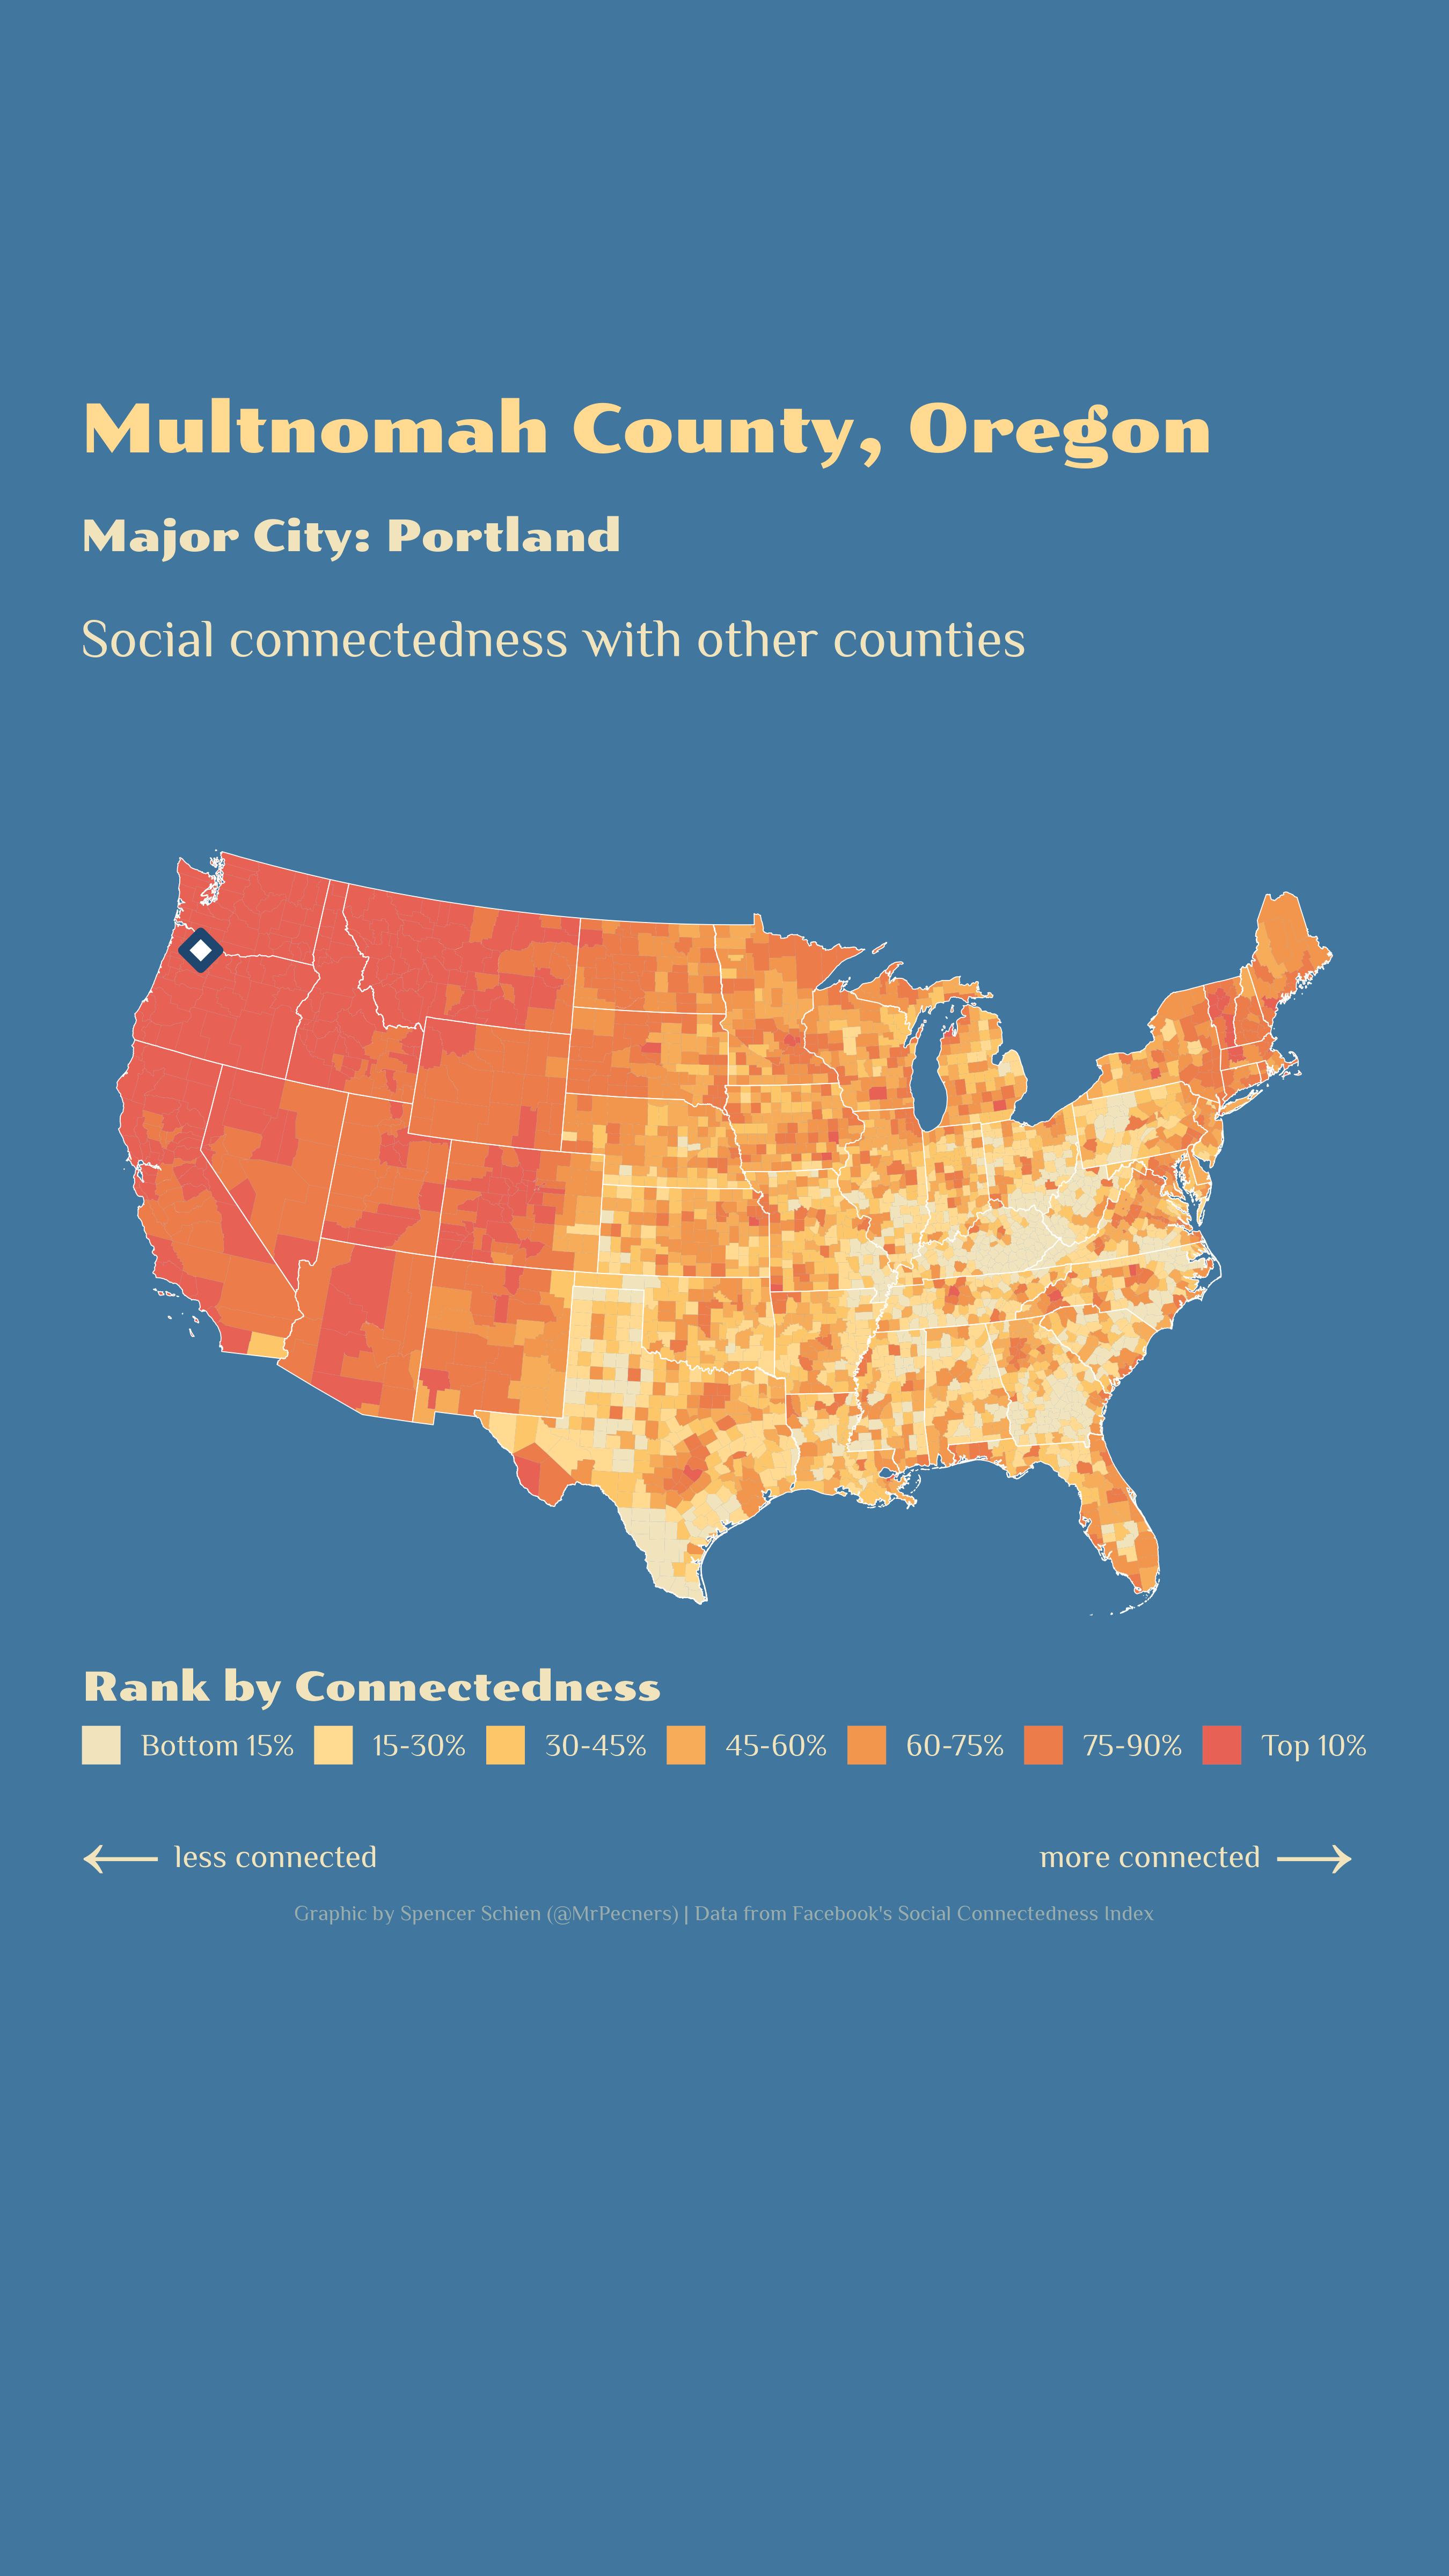 Multnomah County, Oregon
Major City: Portland
Social connectedness with other counties
Rank by Connectedness
Bottom 15% 15-30% 30-45% 45-60% 60-75% 75-90% Top 10%
← less connected more connected →
Graphic by Spencer Schien (@MrPecners) | Data from Facebook's Social Connectedness Index